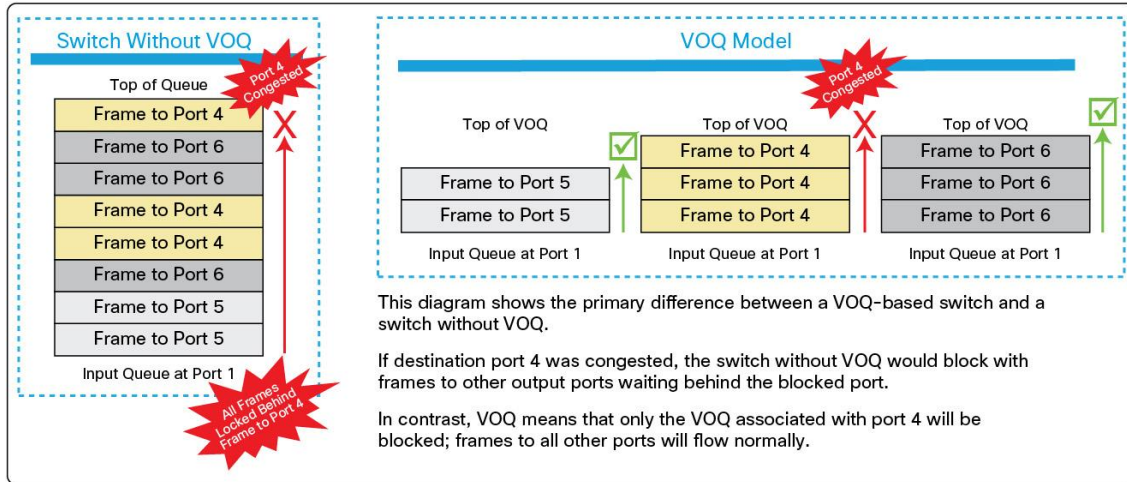 Switch Without VOQ
Top of Queue
Port 4
Congested
Frame to Port 4
Frame to Port 6
Frame to Port 6
Frame to Port 4
Frame to Port 4
Frame to Port 6
Frame to Port 5
Frame to Port 5
Input Queue at Port 1
All Frames
Locked Behind
Frame to Port 4
VOQ Model
Port 4
Congested
Top of VOQ
Frame to Port 5
Frame to Port 5
Input Queue at Port 1
Top of VOQ
Frame to Port 4
Frame to Port 4
Frame to Port 4
Input Queue at Port 1
Top of VOQ
Frame to Port 6
Frame to Port 6
Frame to Port 6
Input Queue at Port 1
This diagram shows the primary difference between a VOQ-based switch and a
switch without VOQ.
If destination port 4 was congested, the switch without VOQ would block with
frames to other output ports waiting behind the blocked port.
In contrast, VOQ means that only the VOQ associated with port 4 will be
blocked; frames to all other ports will flow normally.